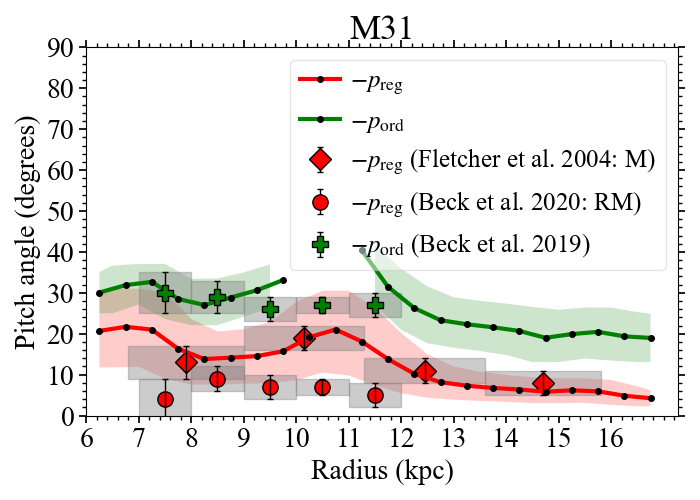 M31
Pitch angle (degrees)
90
80
70
60
50
40
30
20
10
0
−p_reg
−p_ord
−p_reg (Fletcher et al. 2004: M)
−p_reg (Beck et al. 2020: RM)
−p_ord (Beck et al. 2019)
6 7 8 9 10 11 12 13 14 15 16
Radius (kpc)